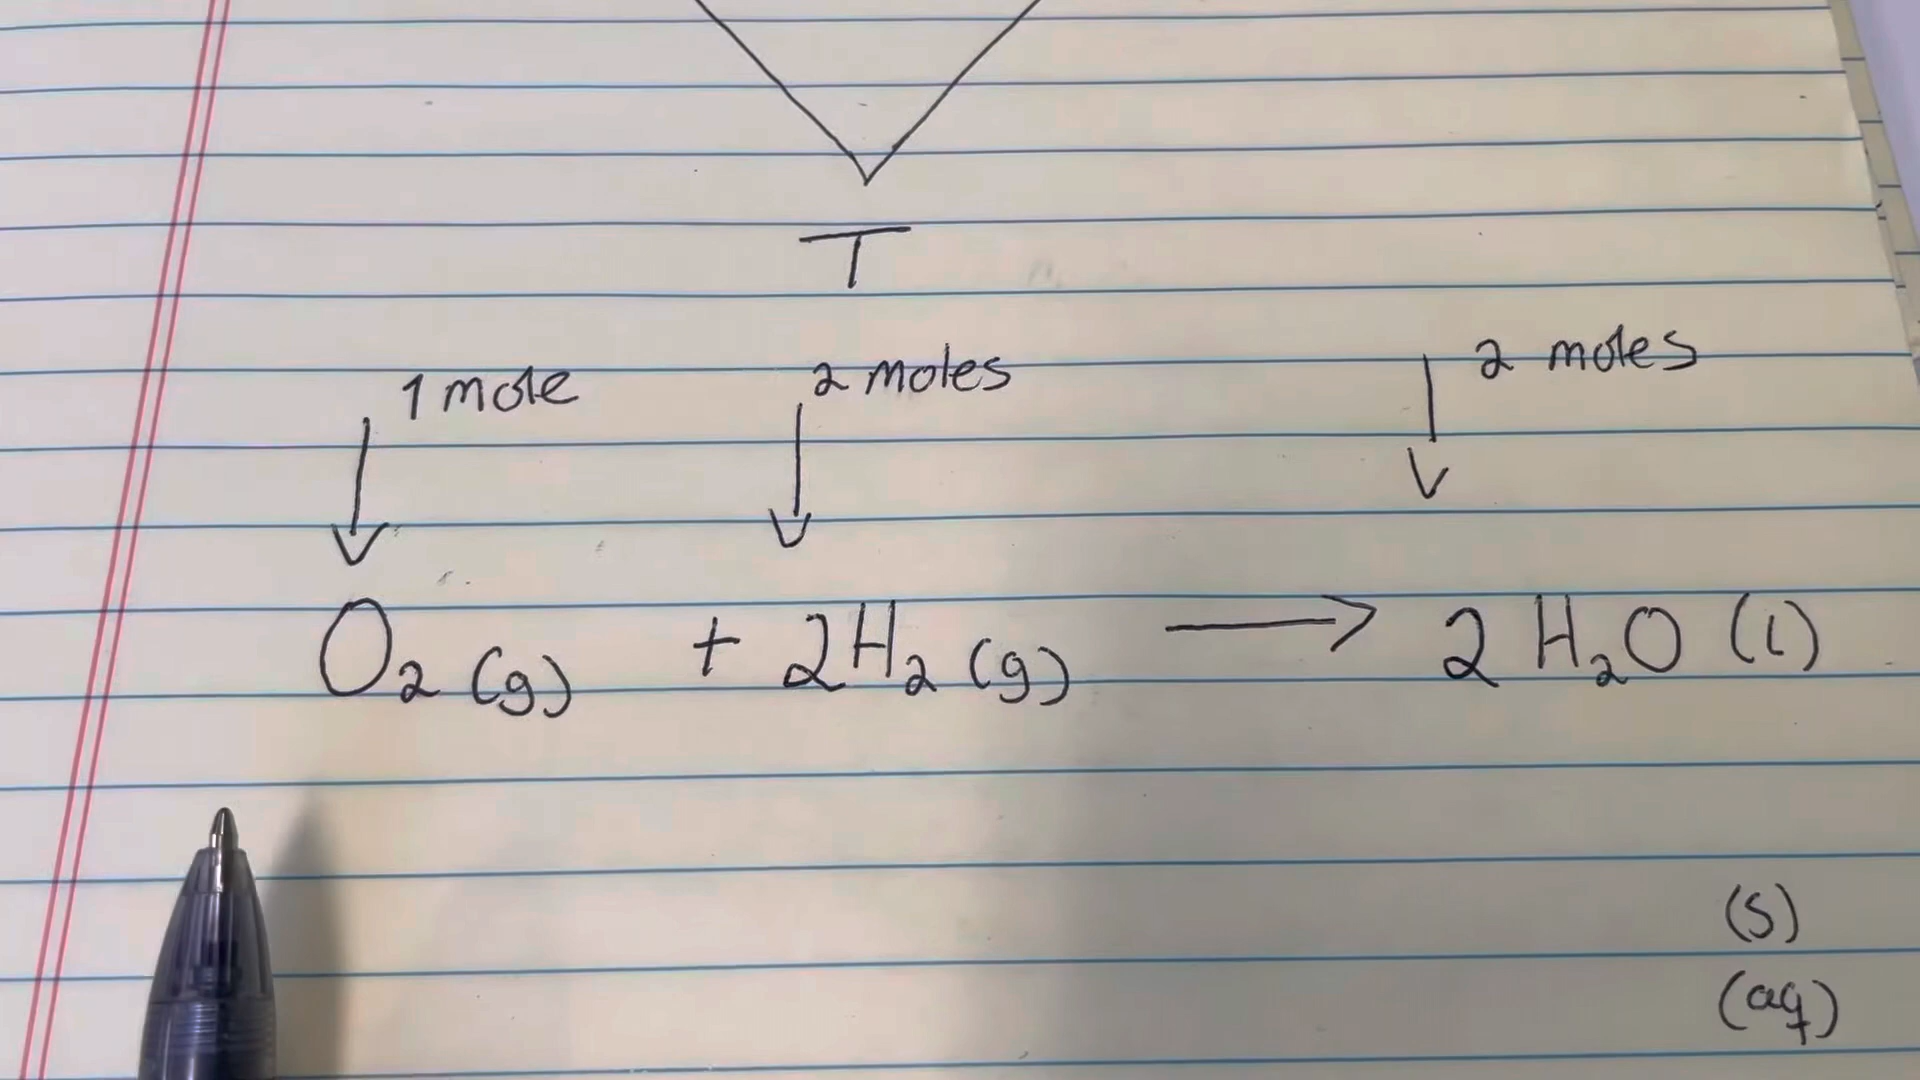 T
1 mole 2 moles 2 moles
O₂ (g) + 2H₂ (g) → 2 H₂O (l)
(s)
(aq)